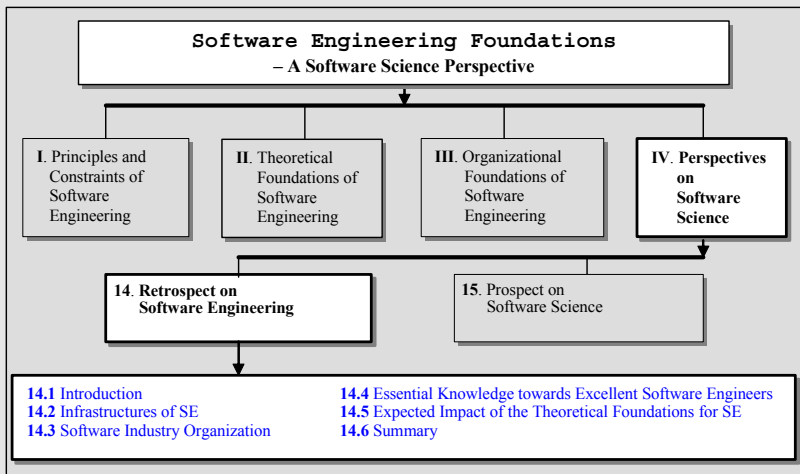 Software Engineering Foundations
– A Software Science Perspective
I. Principles and
Constraints of
Software
Engineering
II. Theoretical
Foundations of
Software
Engineering
III. Organizational
Foundations of
Software
Engineering
IV. Perspectives
on
Software
Science
14. Retrospect on
Software Engineering
15. Prospect on
Software Science
14.1 Introduction
14.2 Infrastructures of SE
14.3 Software Industry Organization
14.4 Essential Knowledge towards Excellent Software Engineers
14.5 Expected Impact of the Theoretical Foundations for SE
14.6 Summary